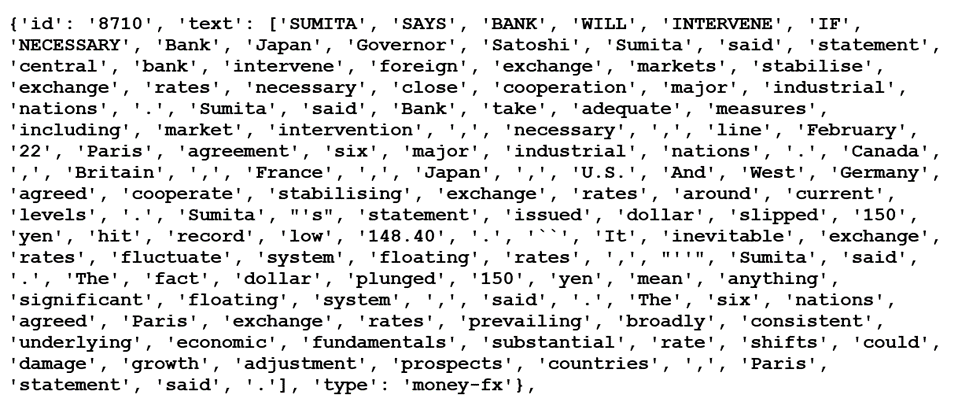 {'id': '8710', 'text': ['SUMITA', 'SAYS', 'BANK', 'WILL', 'INTERVENE', 'IF',
'NECESSARY', 'Bank', 'Japan', 'Governor', 'Satoshi', 'Sumita', 'said', 'statement',
'central', 'bank', 'intervene', 'foreign', 'exchange', 'markets', 'stabilise',
'exchange', 'rates', 'necessary', 'close', 'cooperation', 'major', 'industrial',
'nations', '.', 'Sumita', 'said', 'Bank', 'take', 'adequate', 'measures',
'including', 'market', 'intervention', ',', 'necessary', ',', 'line', 'February',
'22', 'Paris', 'agreement', 'six', 'major', 'industrial', 'nations', '.', 'Canada',
',', 'Britain', ',', 'France', ',', 'Japan', ',', 'U.S.', 'And', 'West', 'Germany',
'agreed', 'cooperate', 'stabilising', 'exchange', 'rates', 'around', 'current',
'levels', '.', 'Sumita', "'s", 'statement', 'issued', 'dollar', 'slipped', '150',
'yen', 'hit', 'record', 'low', '148.40', '.', '``', 'It', 'inevitable', 'exchange',
'rates', 'fluctuate', 'system', 'floating', 'rates', ',', "''", 'Sumita', 'said',
'.', 'The', 'fact', 'dollar', 'plunged', '150', 'yen', 'mean', 'anything',
'significant', 'floating', 'system', ',', 'said', '.', 'The', 'six', 'nations',
'agreed', 'Paris', 'exchange', 'rates', 'prevailing', 'broadly', 'consistent',
'underlying', 'economic', 'fundamentals', 'substantial', 'rate', 'shifts', 'could',
'damage', 'growth', 'adjustment', 'prospects', 'countries', ',', 'Paris',
'statement', 'said', '.'], 'type': 'money-fx'},